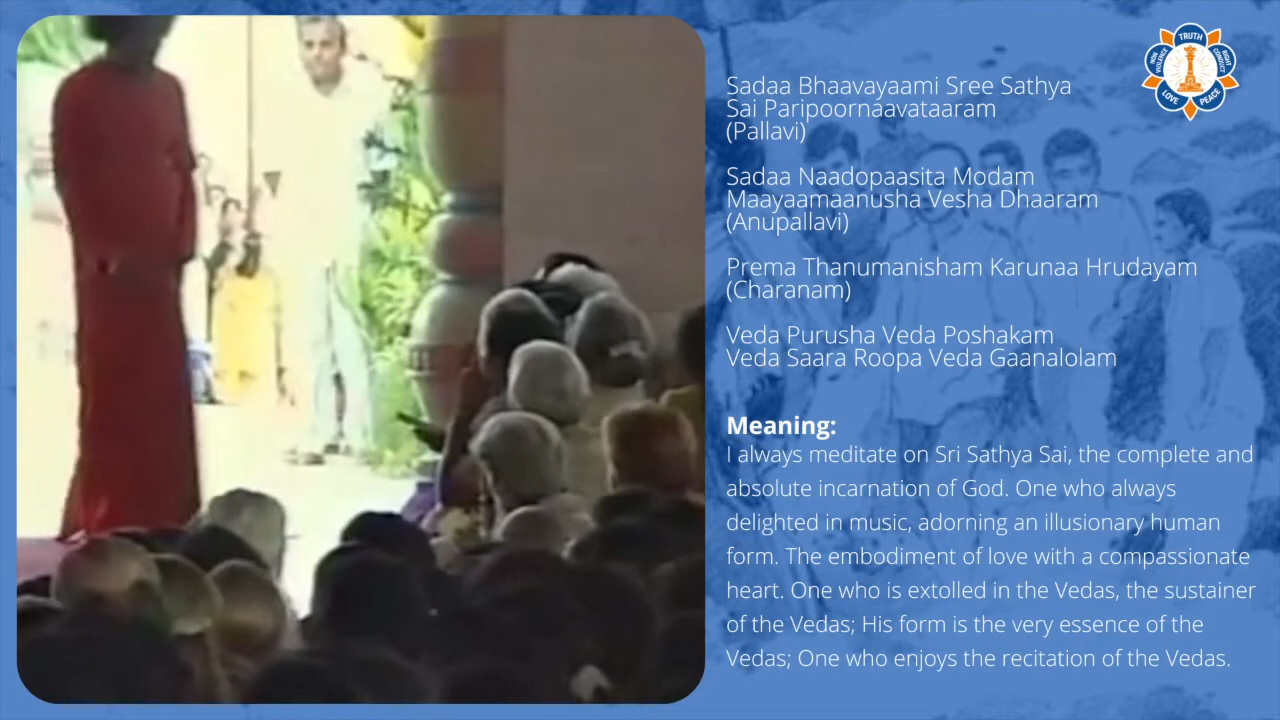 Sadaa Bhaavayaami Sree Sathya
Sai Paripoornaavataaram
(Pallavi)
Sadaa Naadopaasita Modam
Maayaamaanusha Vesha Dhaaram
(Anupallavi)
Prema Thanumanisham Karunaa Hrudayam
(Charanam)
Veda Purusha Veda Poshakam
Veda Saara Roopa Veda Gaanalolam
Meaning:
I always meditate on Sri Sathya Sai, the complete and
absolute incarnation of God. One who always
delighted in music, adorning an illusionary human
form. The embodiment of love with a compassionate
heart. One who is extolled in the Vedas, the sustainer
of the Vedas; His form is the very essence of the
Vedas; One who enjoys the recitation of the Vedas.
TRUTH
RIGHT CONDUCT
PEACE
LOVE
NON VIOLENCE